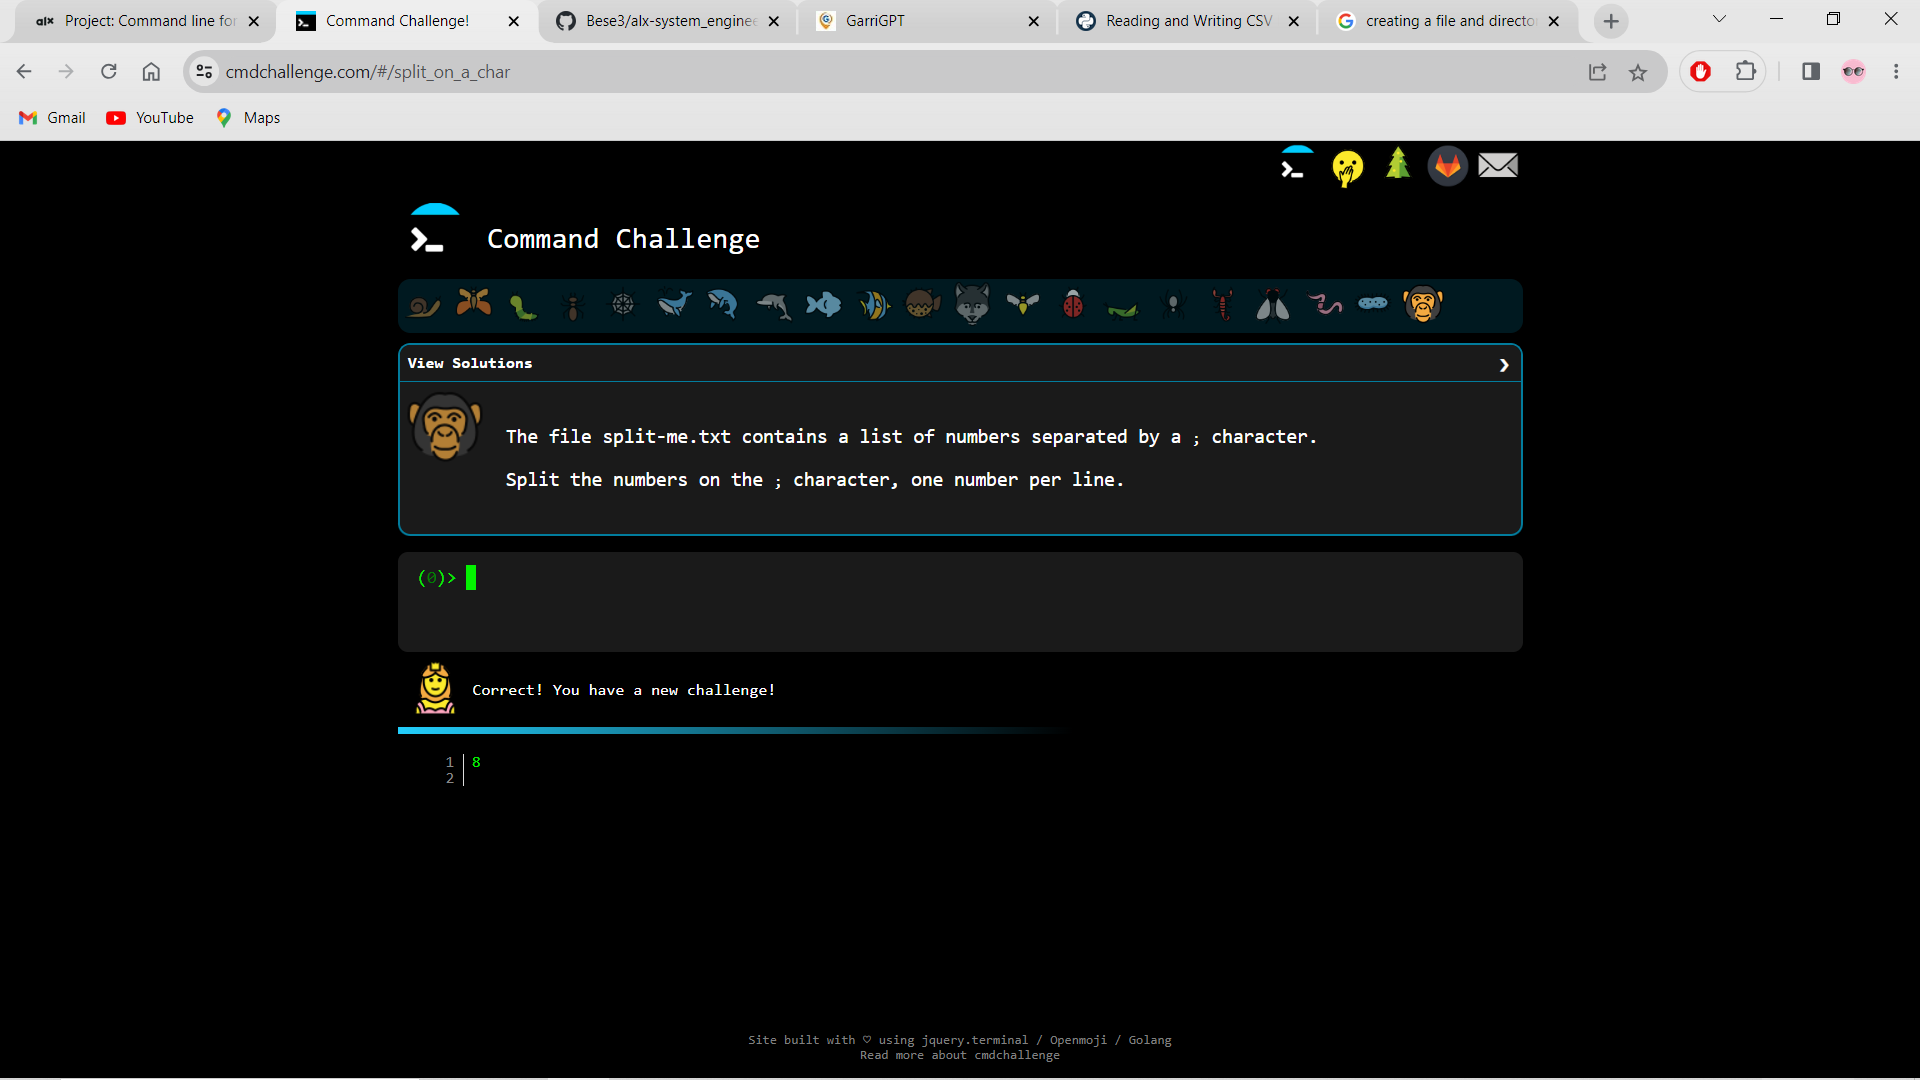 alx Project: Command line for
Command Challenge!
Bese3/alx-system_enginee
GarriGPT
Reading and Writing CSV
creating a file and directo
cmdchallenge.com/#/split_on_a_char
Gmail YouTube Maps
Command Challenge
View Solutions
The file split-me.txt contains a list of numbers separated by a ; character.
Split the numbers on the ; character, one number per line.
(0)>
Correct! You have a new challenge!
1 8
2
Site built with ♡ using jquery.terminal / Openmoji / Golang
Read more about cmdchallenge